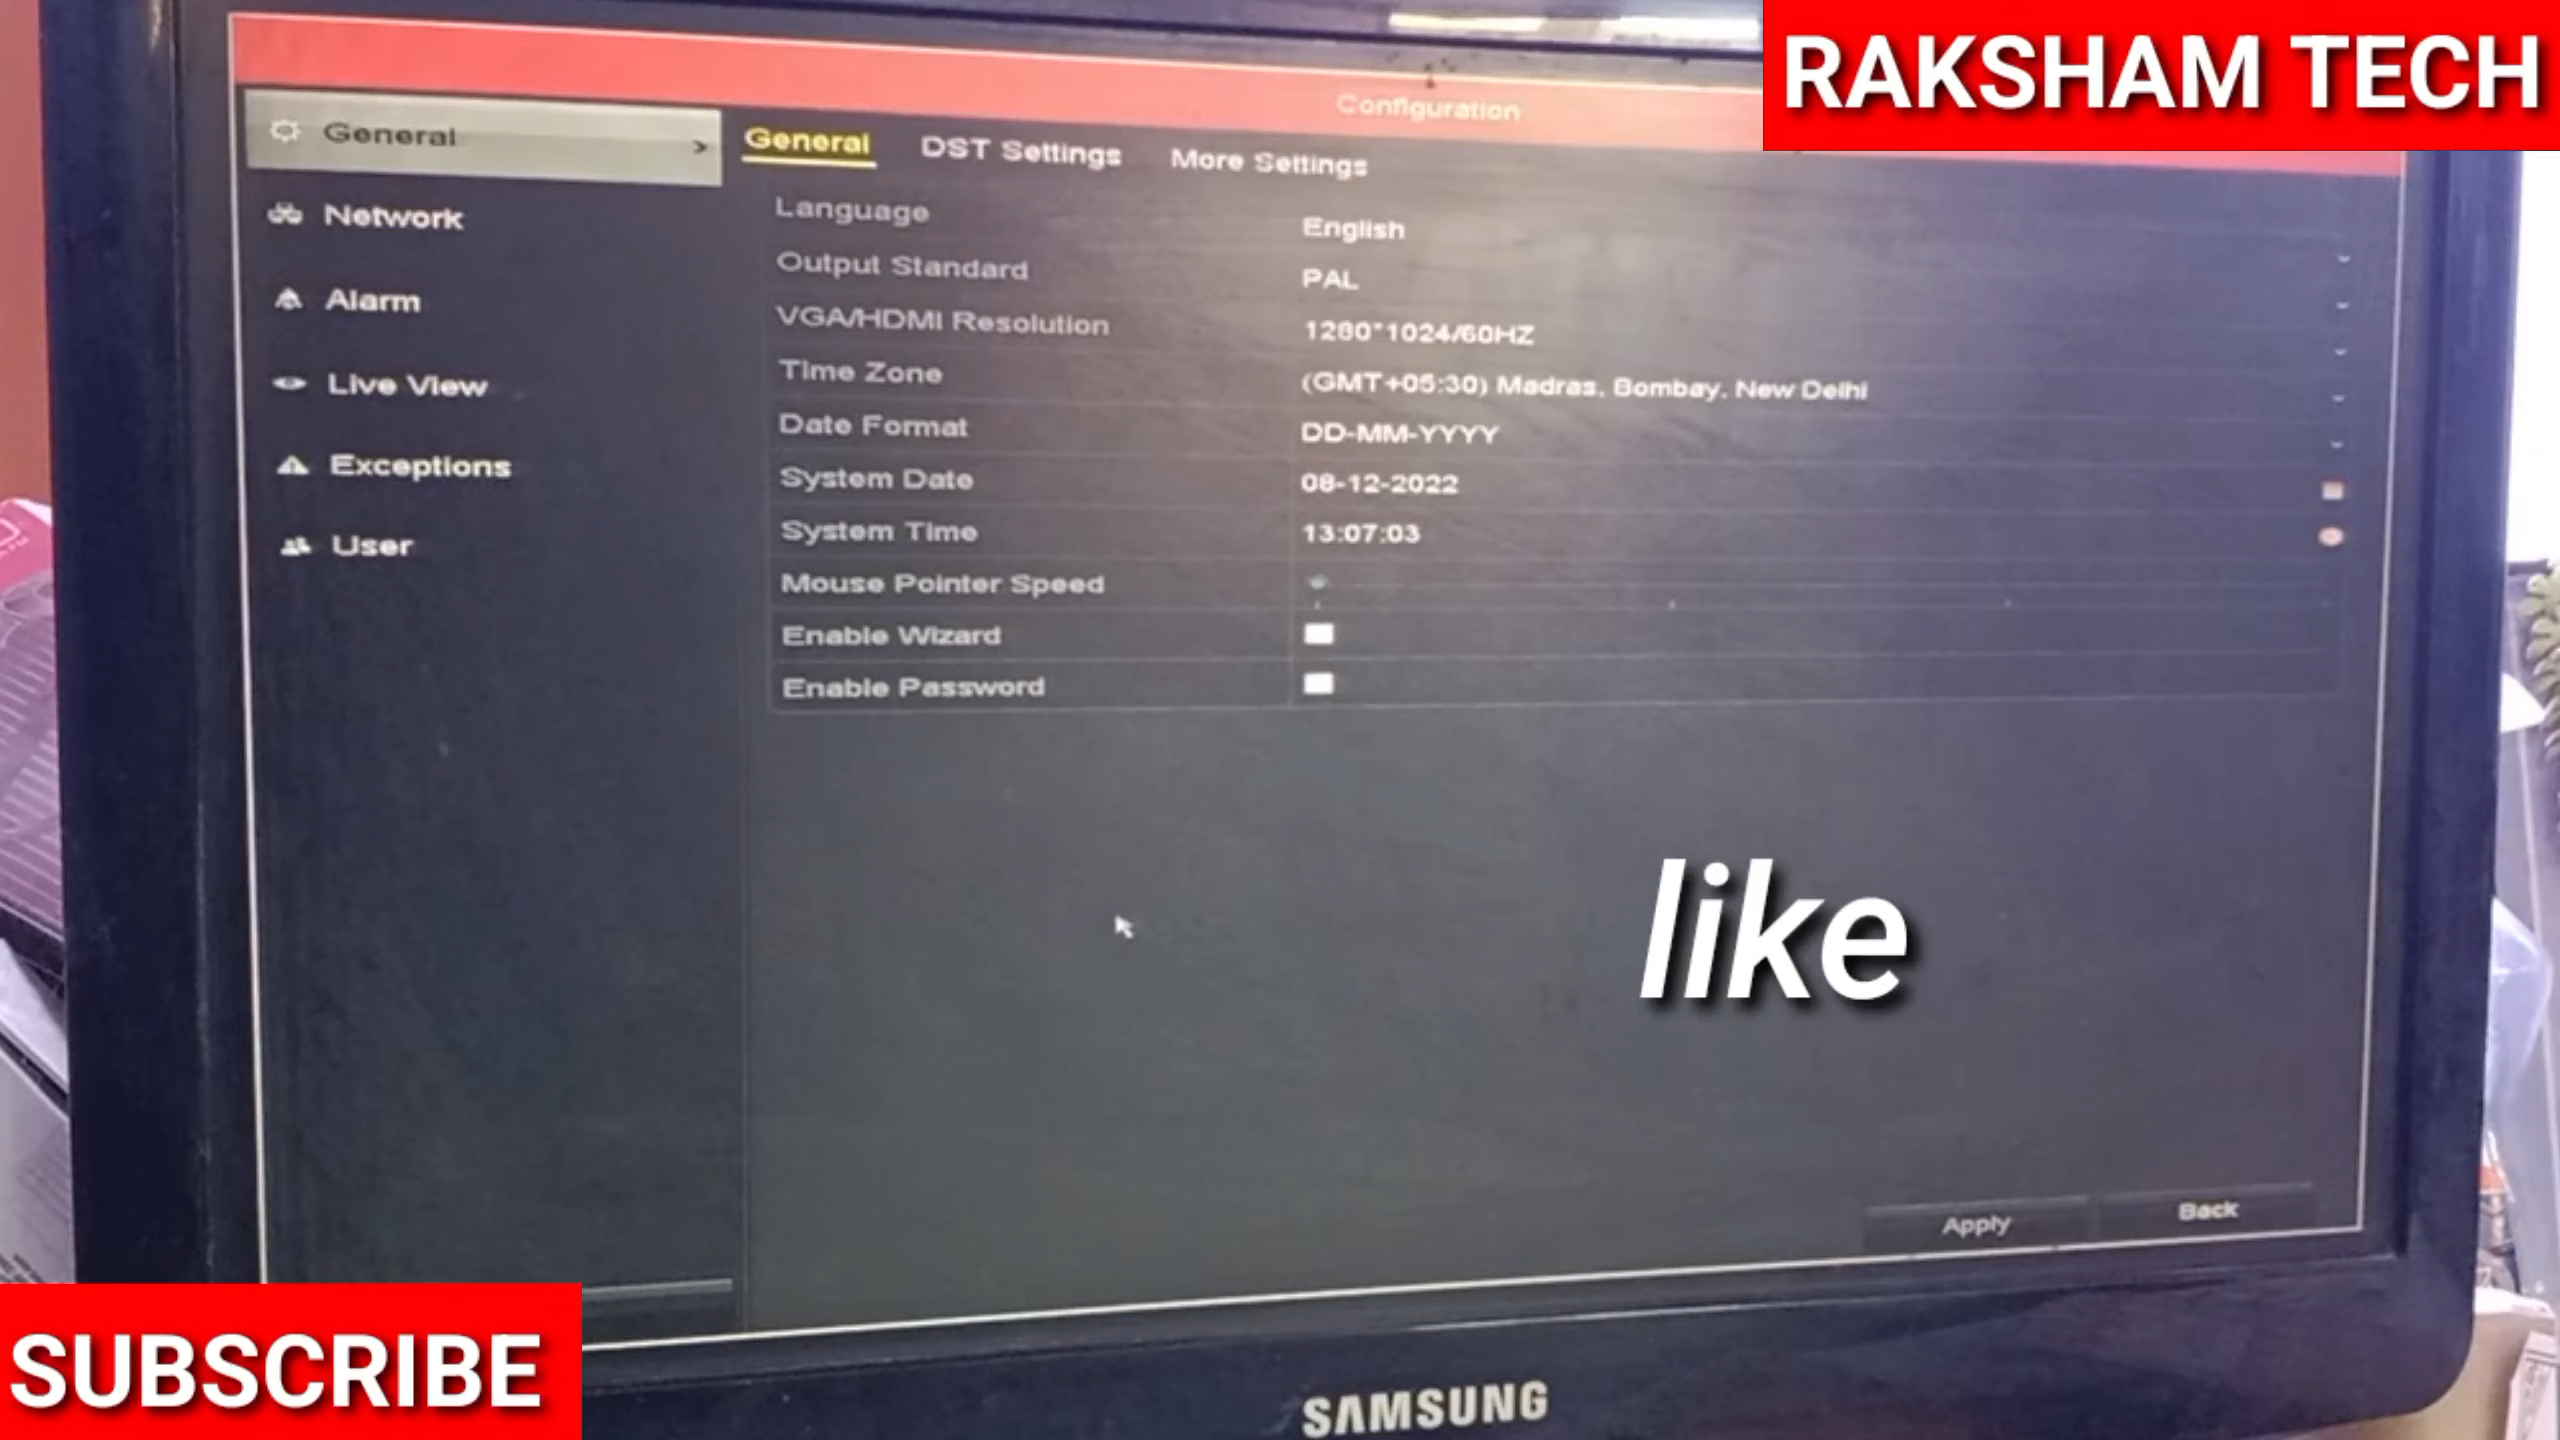 RAKSHAM TECH
Configuration
General >
Network
Alarm
Live View
Exceptions
User
General DST Settings More Settings
Language English
Output Standard PAL
VGA/HDMI Resolution 1280*1024/60HZ
Time Zone (GMT+05:30) Madras, Bombay, New Delhi
Date Format DD-MM-YYYY
System Date 08-12-2022
System Time 13:07:03
Mouse Pointer Speed
Enable Wizard
Enable Password
like
Apply Back
SUBSCRIBE
SAMSUNG